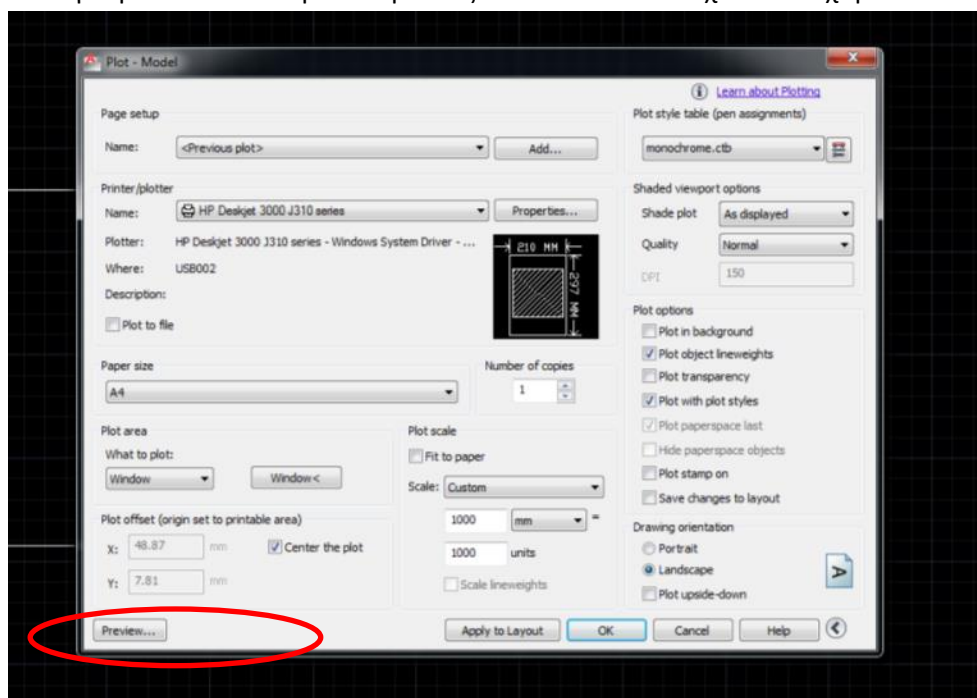 Plot - Model
Learn about Plotting
Page setup
Name:
<Previous plot>
Add...
Plot style table (pen assignments)
monochrome.ctb
Printer/plotter
Name:
HP Deskjet 3000 J310 series
Properties...
Plotter:
HP Deskjet 3000 J310 series - Windows System Driver - ...
Where:
USB002
Description:
Plot to file
210 MM
297 MM
Shaded viewport options
Shade plot
As displayed
Quality
Normal
DPI
150
Paper size
A4
Number of copies
1
Plot options
Plot in background
Plot object lineweights
Plot transparency
Plot with plot styles
Plot paperspace last
Hide paperspace objects
Plot stamp on
Save changes to layout
Plot area
What to plot:
Window
Window<
Plot scale
Fit to paper
Scale:
Custom
1000
mm
=
1000
units
Scale lineweights
Plot offset (origin set to printable area)
X:
48.87
mm
Center the plot
Y:
7.81
mm
Drawing orientation
Portrait
Landscape
Plot upside-down
A
Preview...
Apply to Layout
OK
Cancel
Help